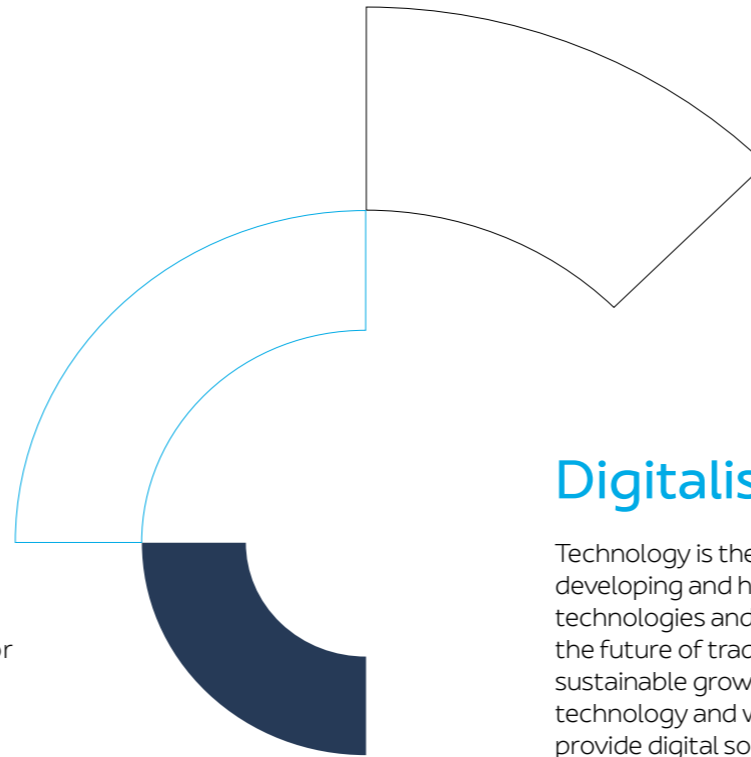 Digitalis
Technology is the
developing and h
technologies and
the future of trad
sustainable grow
technology and w
provide digital so
or